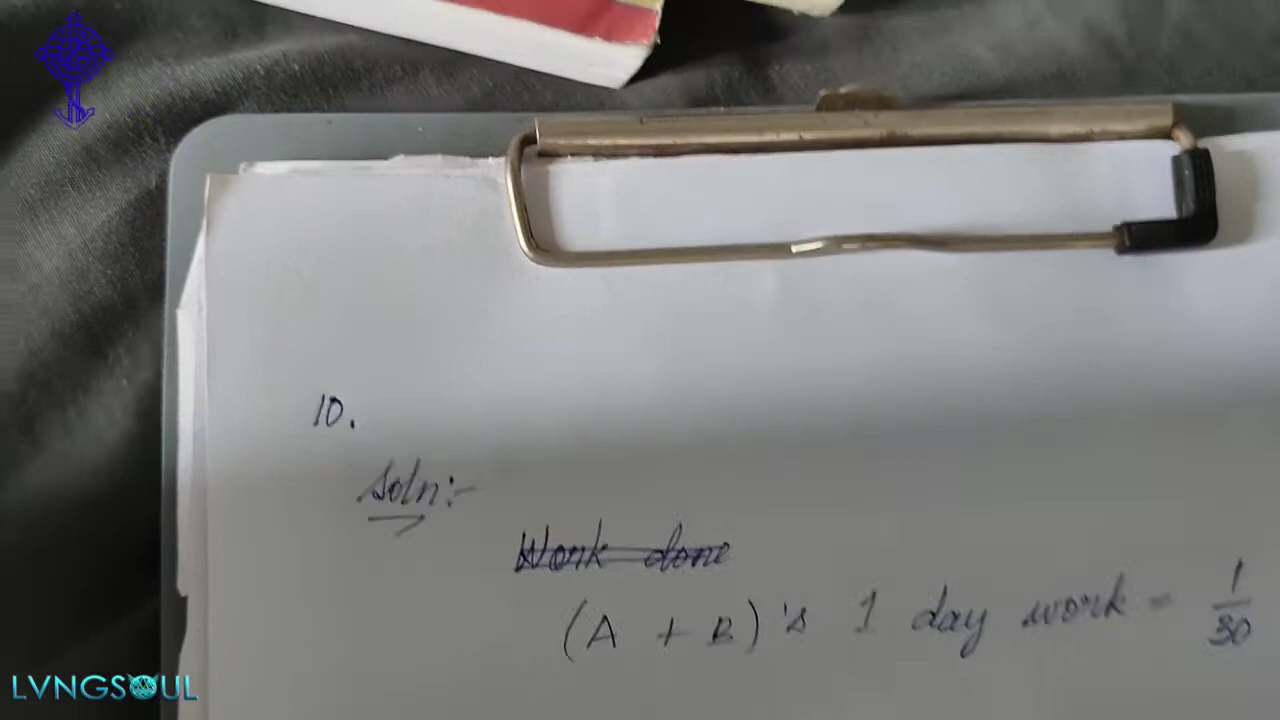 10.
Soln:-
Work done
(A + B)'s 1 day work = 1/30
LVNGSOUL